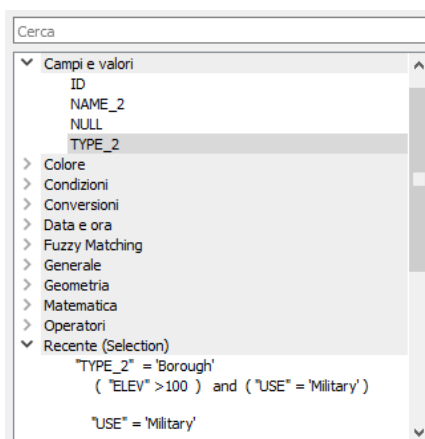 Cerca
Campi e valori
ID
NAME_2
NULL
TYPE_2
Colore
Condizioni
Conversioni
Data e ora
Fuzzy Matching
Generale
Geometria
Matematica
Operatori
Recente (Selection)
"TYPE_2"  = 'Borough'
( "ELEV" >100 ) and ( "USE" = 'Military' )
"USE" = 'Military'